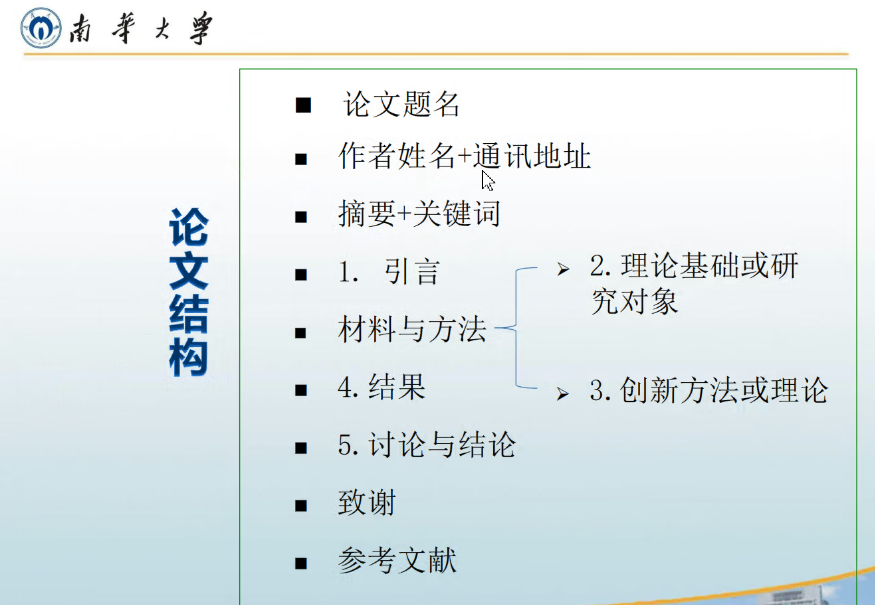 南华大学
论文结构
论文题名
作者姓名+通讯地址
摘要+关键词
1. 引言
材料与方法
2.理论基础或研
究对象
3.创新方法或理论
4.结果
5.讨论与结论
致谢
参考文献